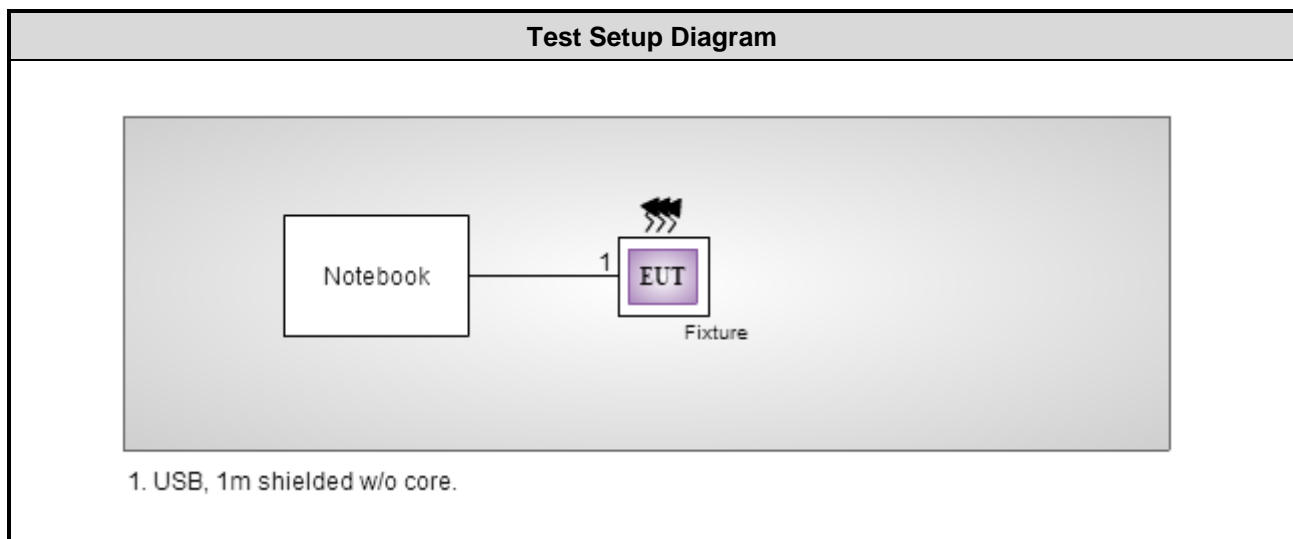 Test Setup Diagram
Notebook
1
EUT
Fixture
1. USB, 1m shielded w/o core.